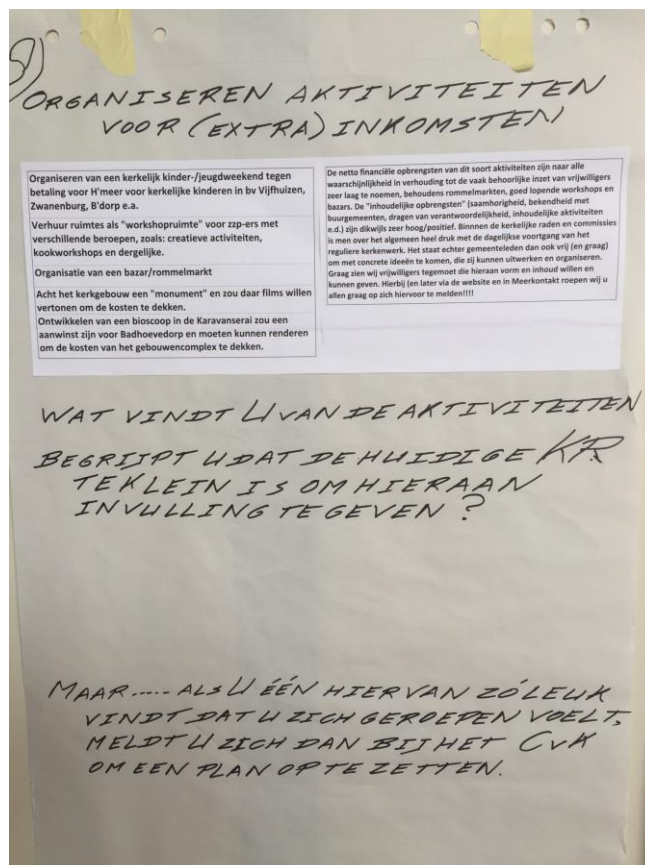 5)
ORGANISEREN AKTIVITEITEN
VOOR (EXTRA) INKOMSTEN
Organiseren van een kerkelijk kinder-/jeugdweekend tegen
betaling voor H'meer voor kerkelijke kinderen in bv Vijfhuizen,
Zwanenburg, B'dorp e.a.
Verhuur ruimtes als "workshopruimte" voor zzp-ers met
verschillende beroepen, zoals: creatieve activiteiten,
kookworkshops en dergelijke.
Organisatie van een bazar/rommelmarkt
Acht het kerkgebouw een "monument" en zou daar films willen
vertonen om de kosten te dekken.
Ontwikkelen van een bioscoop in de Karavanserai zou een
aanwinst zijn voor Badhoevedorp en moeten kunnen renderen
om de kosten van het gebouwencomplex te dekken.
De netto financiële opbrengsten van dit soort aktiviteiten zijn naar alle
waarschijnlijkheid in verhouding tot de vaak behoorlijke inzet van vrijwilligers
zeer laag te noemen, behoudens rommelmarkten, goed lopende workshops en
bazars. De "inhoudelijke opbrengsten" (saamhorigheid, bekendheid met
buurgemeenten, dragen van verantwoordelijkheid, inhoudelijke aktiviteiten
e.d.) zijn dikwijls zeer hoog/positief. Binnnen de kerkelijke raden en commissies
is men over het algemeen heel druk met de dagelijkse voortgang van het
reguliere kerkenwerk. Het staat echter gemeenteleden dan ook vrij (en graag)
om met concrete ideeën te komen, die zij kunnen uitwerken en organiseren.
Graag zien wij vrijwilligers tegemoet die hieraan vorm en inhoud willen en
kunnen geven. Hierbij (en later via de website en in Meerkontakt roepen wij u
allen graag op zich hiervoor te melden!!!!
WAT VINDT U VAN DE AKTIVITEITEN
BEGRIJPT U DAT DE HUIDIGE KR
TE KLEIN IS OM HIERAAN
INVULLING TE GEVEN ?
MAAR..... ALS U ÉÉN HIERVAN ZÓ LEUK
VINDT DAT U ZICH GEROEPEN VOELT,
MELDT U ZICH DAN BIJ HET CvK
OM EEN PLAN OP TE ZETTEN.